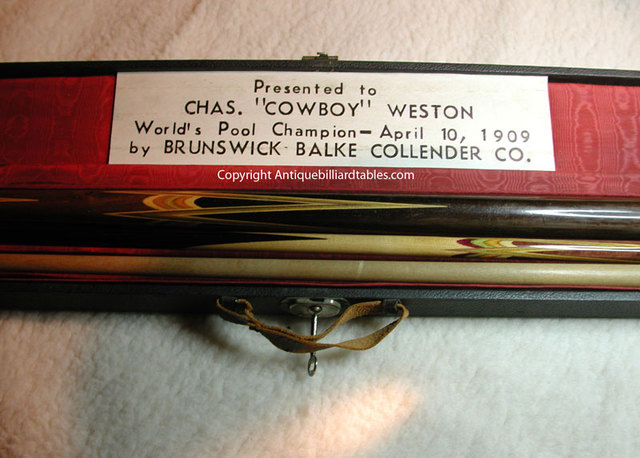 Presented to
CHAS. "COWBOY" WESTON
World's Pool Champion — April 10, 1909
by BRUNSWICK BALKE COLLENDER CO.
Copyright Antiquebilliardtables.com